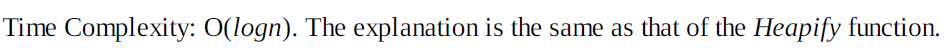 Time Complexity: O(logn). The explanation is the same as that of the Heapify function.